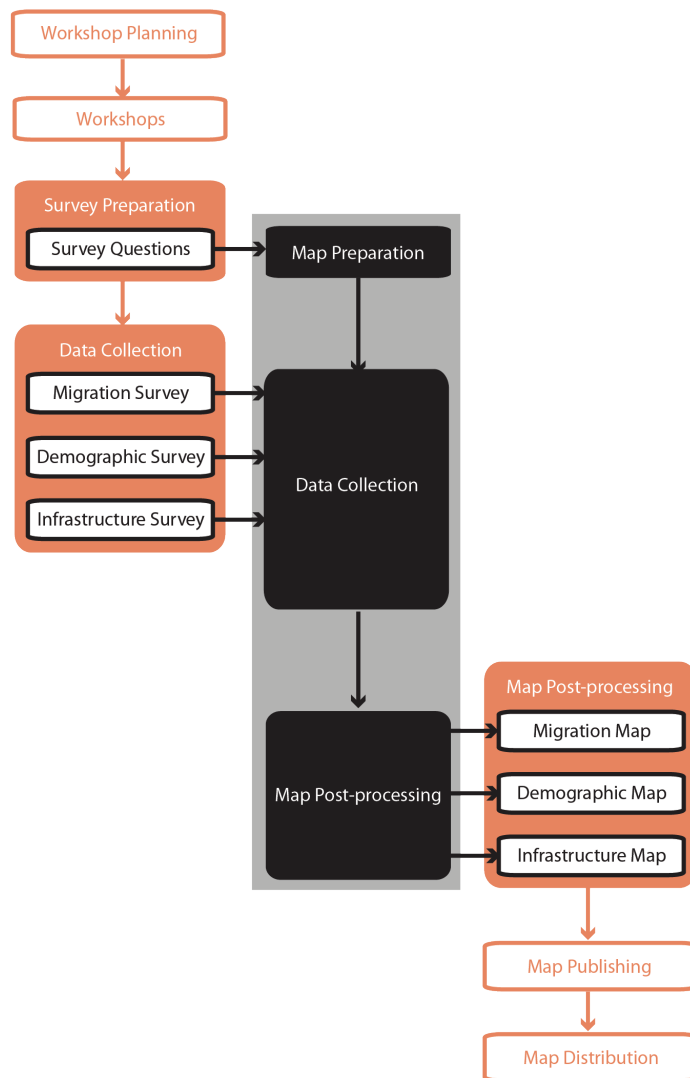 Workshop Planning
Workshops
Survey Preparation
Survey Questions
Map Preparation
Data Collection
Migration Survey
Demographic Survey
Data Collection
Infrastructure Survey
Map Post-processing
Migration Map
Map Post-processing
Demographic Map
Infrastructure Map
Map Publishing
Map Distribution